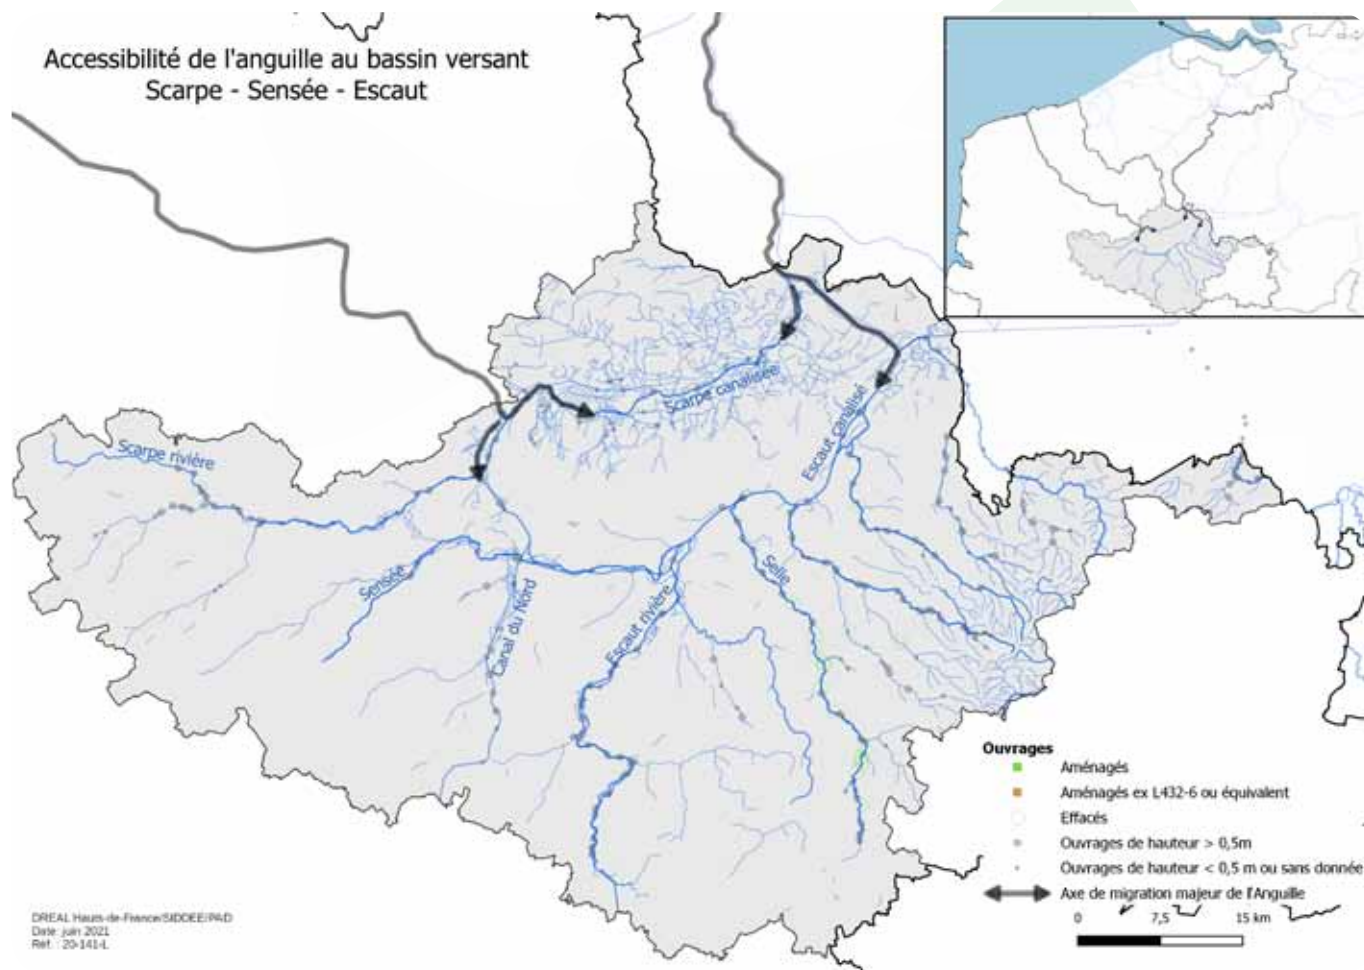 Accessibilité de l'anguille au bassin versant
Scarpe - Sensée - Escaut
Scarpe canalisée
Escaut canalisé
Scarpe rivière
Sensée
Canal du Nord
Escaut rivière
Selle
Ouvrages
Aménagés
Aménagés ex L432-6 ou équivalent
Effacés
Ouvrages de hauteur > 0,5m
Ouvrages de hauteur < 0,5 m ou sans donnée
Axe de migration majeur de l'Anguille
0 7,5 15 km
DREAL Hauts-de-France/SIDDEE/PAD
Date: juin 2021
Ref. : 20-141-L